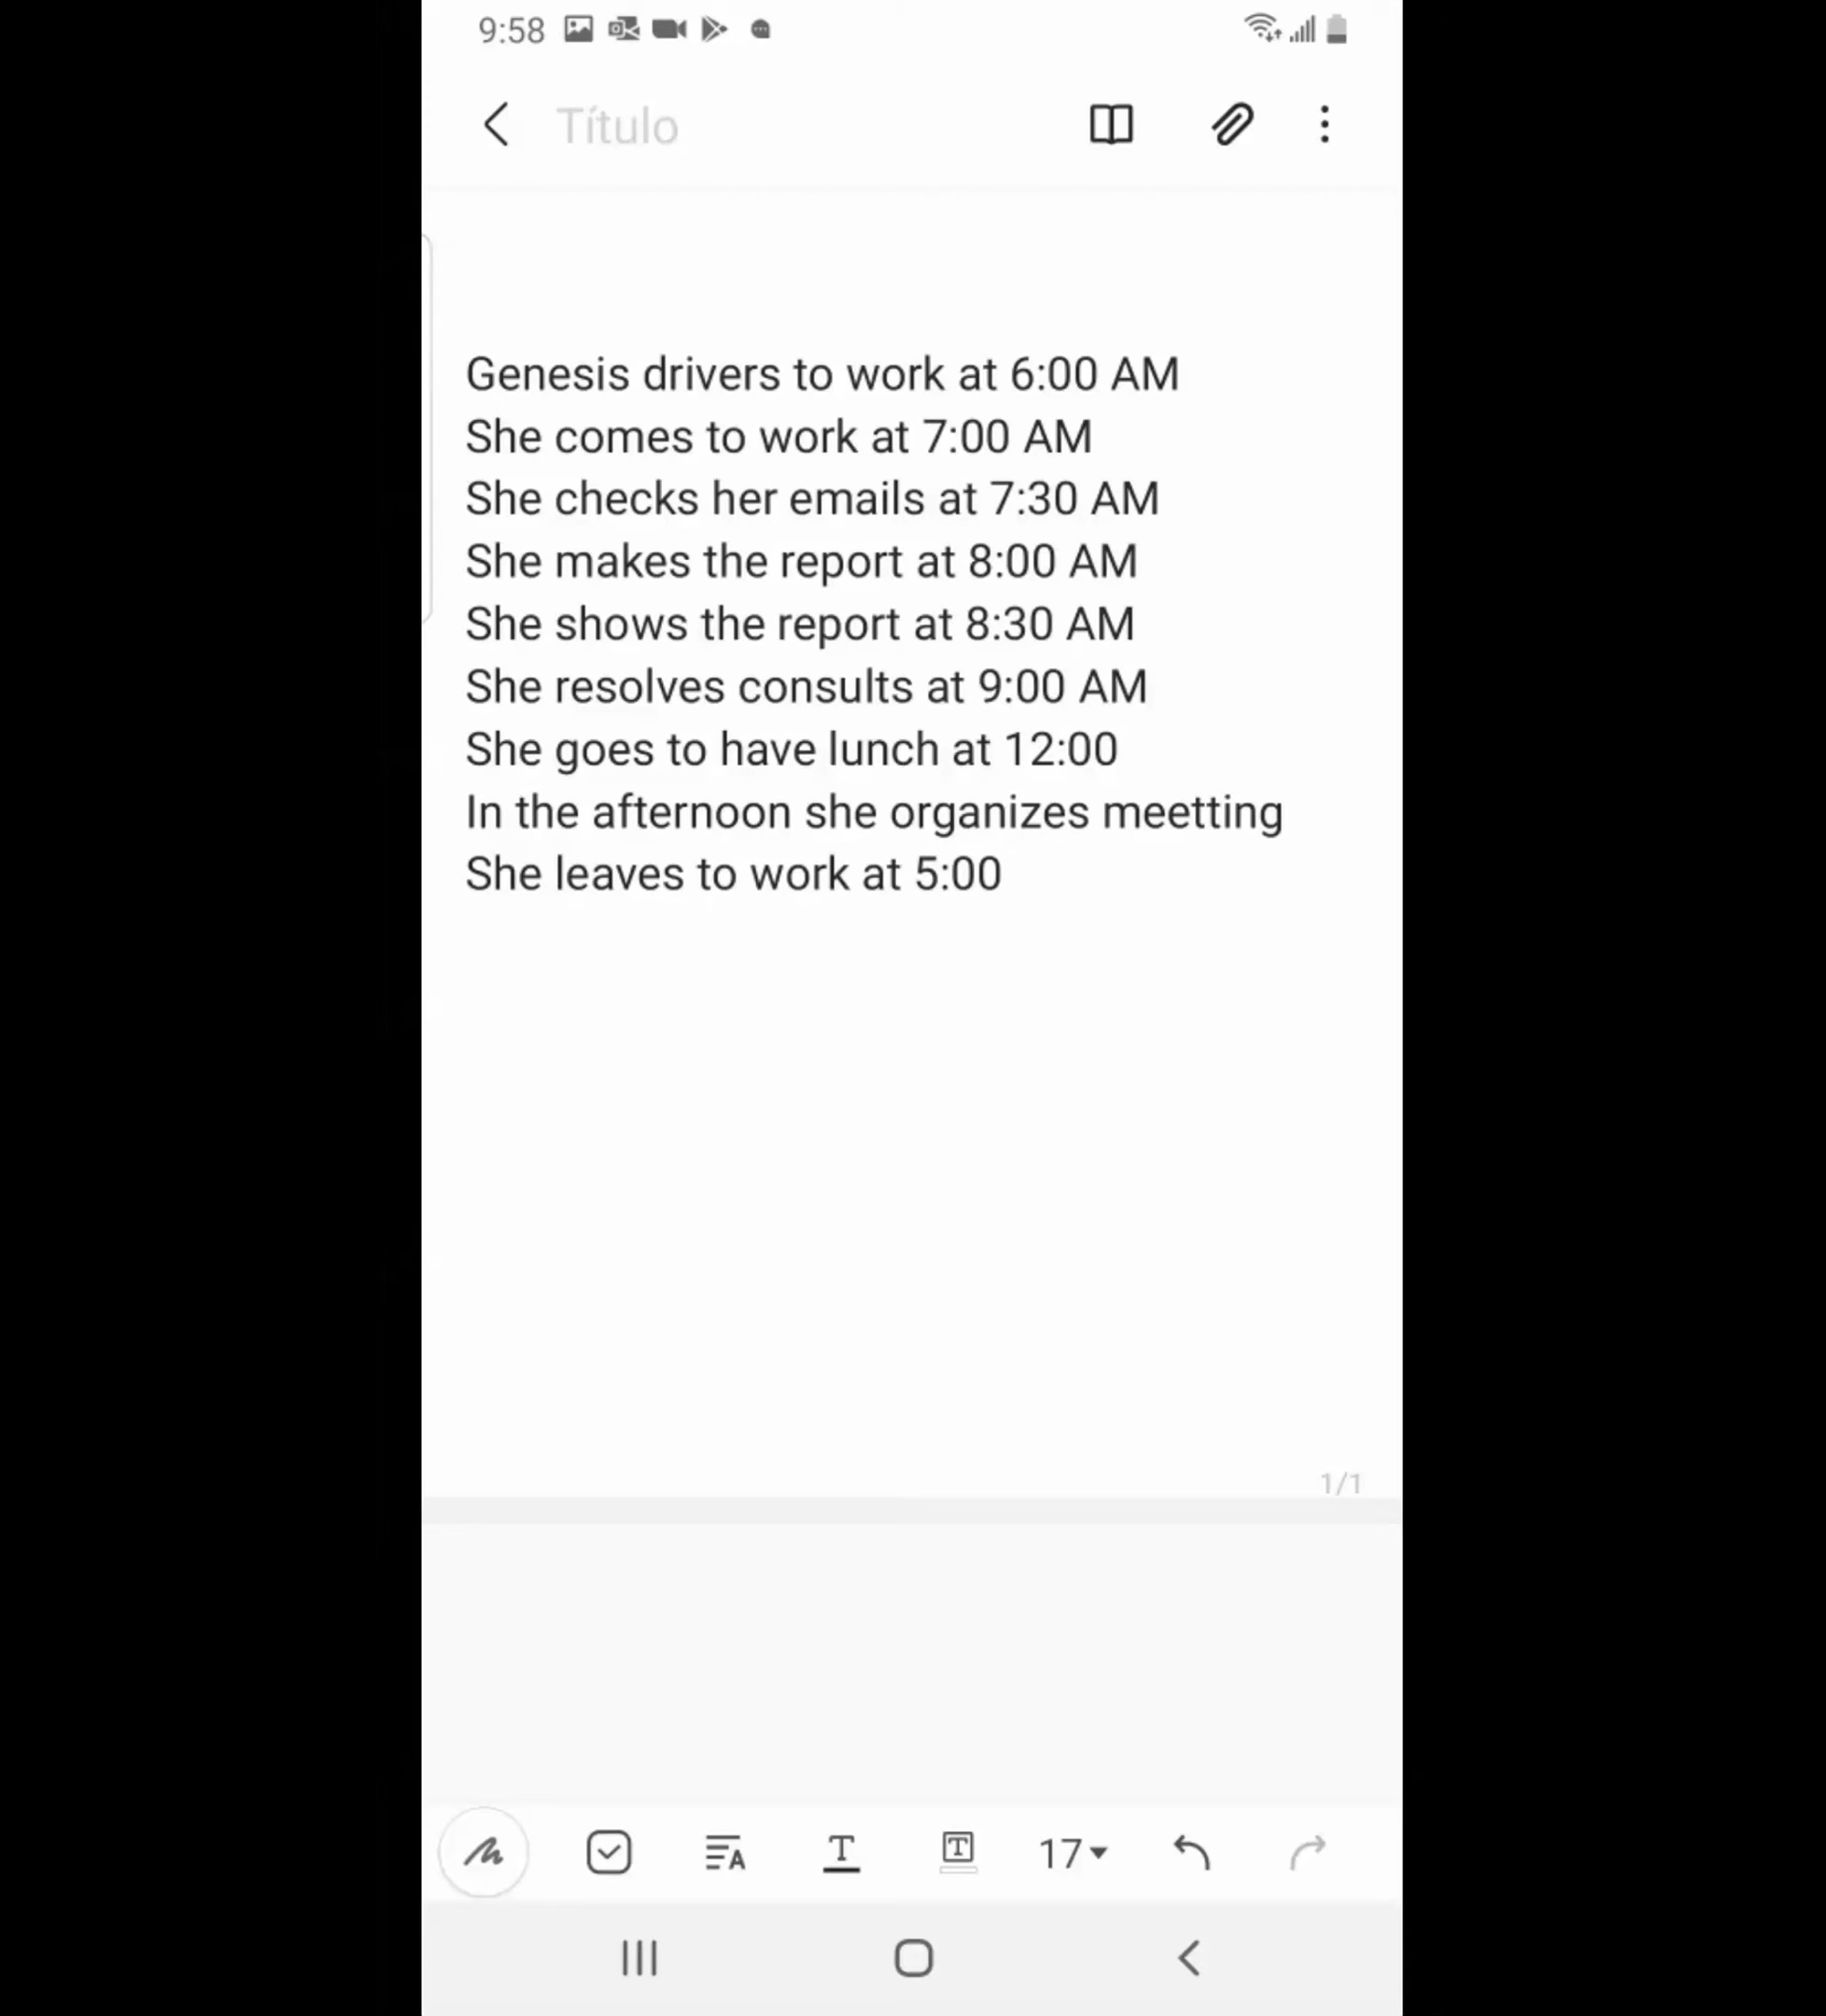 9:58
Título
Genesis drivers to work at 6:00 AM
She comes to work at 7:00 AM
She checks her emails at 7:30 AM
She makes the report at 8:00 AM
She shows the report at 8:30 AM
She resolves consults at 9:00 AM
She goes to have lunch at 12:00
In the afternoon she organizes meetting
She leaves to work at 5:00
1/1
17